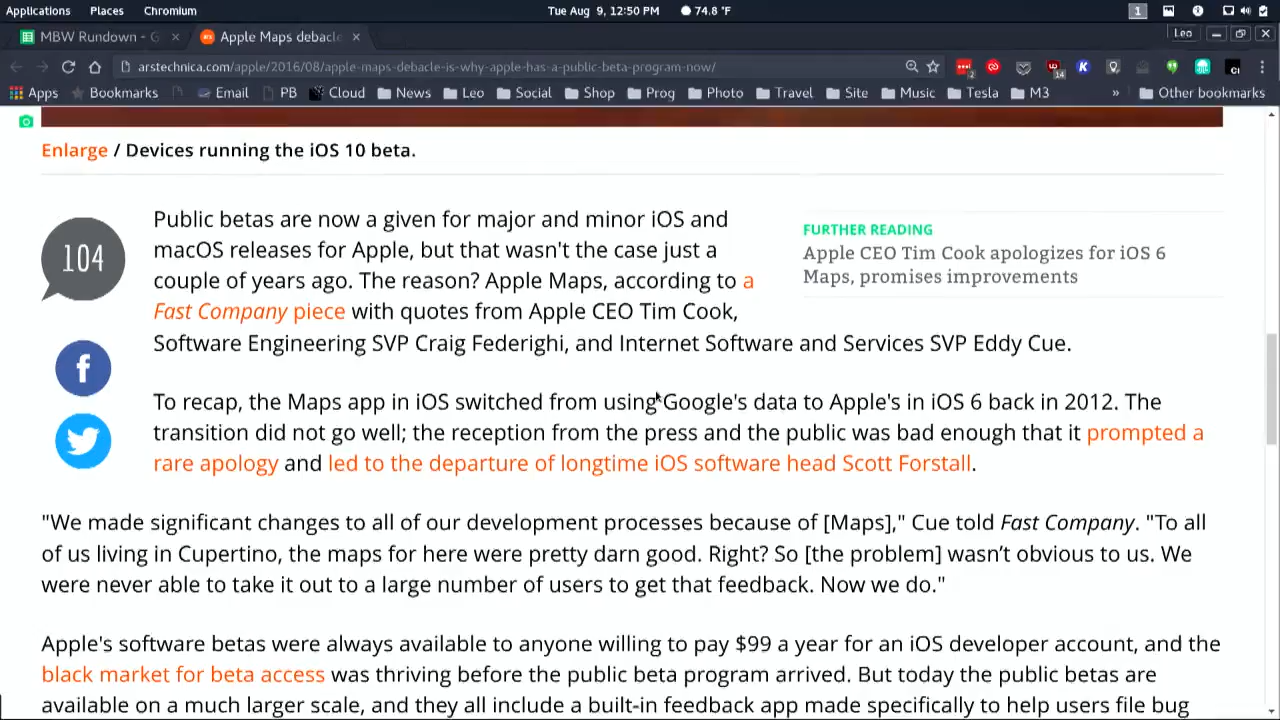 Applications Places Chromium Tue Aug 9, 12:50 PM 74.8 °F 1
MBW Rundown - G × Apple Maps debacle × Leo
arstechnica.com/apple/2016/08/apple-maps-debacle-is-why-apple-has-a-public-beta-program-now/ 2 14
Apps Bookmarks Email PB Cloud News Leo Social Shop Prog Photo Travel Site Music Tesla M3 » Other bookmarks
Enlarge / Devices running the iOS 10 beta.
104
Public betas are now a given for major and minor iOS and
macOS releases for Apple, but that wasn't the case just a
couple of years ago. The reason? Apple Maps, according to a
Fast Company piece with quotes from Apple CEO Tim Cook,
Software Engineering SVP Craig Federighi, and Internet Software and Services SVP Eddy Cue.
FURTHER READING
Apple CEO Tim Cook apologizes for iOS 6
Maps, promises improvements
To recap, the Maps app in iOS switched from using Google's data to Apple's in iOS 6 back in 2012. The
transition did not go well; the reception from the press and the public was bad enough that it prompted a
rare apology and led to the departure of longtime iOS software head Scott Forstall.
"We made significant changes to all of our development processes because of [Maps]," Cue told Fast Company. "To all
of us living in Cupertino, the maps for here were pretty darn good. Right? So [the problem] wasn't obvious to us. We
were never able to take it out to a large number of users to get that feedback. Now we do."
Apple's software betas were always available to anyone willing to pay $99 a year for an iOS developer account, and the
black market for beta access was thriving before the public beta program arrived. But today the public betas are
available on a much larger scale, and they all include a built-in feedback app made specifically to help users file bug